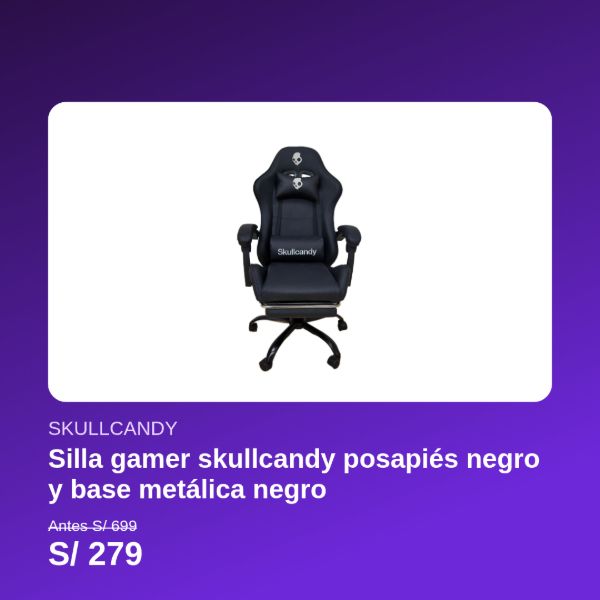 Skullcandy
SKULLCANDY
Silla gamer skullcandy posapiés negro
y base metálica negro
Antes S/ 699
S/ 279